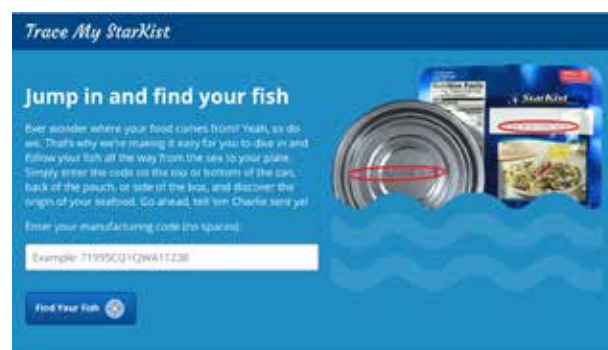 Trace My StarKist
Jump in and find your fish
Ever wonder where your food comes from? Yeah, so do
we. That's why we're making it easy for you to dive in and
follow your fish all the way from the sea to your plate.
Simply enter the code on the top or bottom of the can,
back of the pouch, or side of the box, and discover the
origin of your seafood. Go ahead, tell 'em Charlie sent ya!
Enter your manufacturing code (no spaces):
Example:
Find Your Fish
Nutrition Facts
StarKist